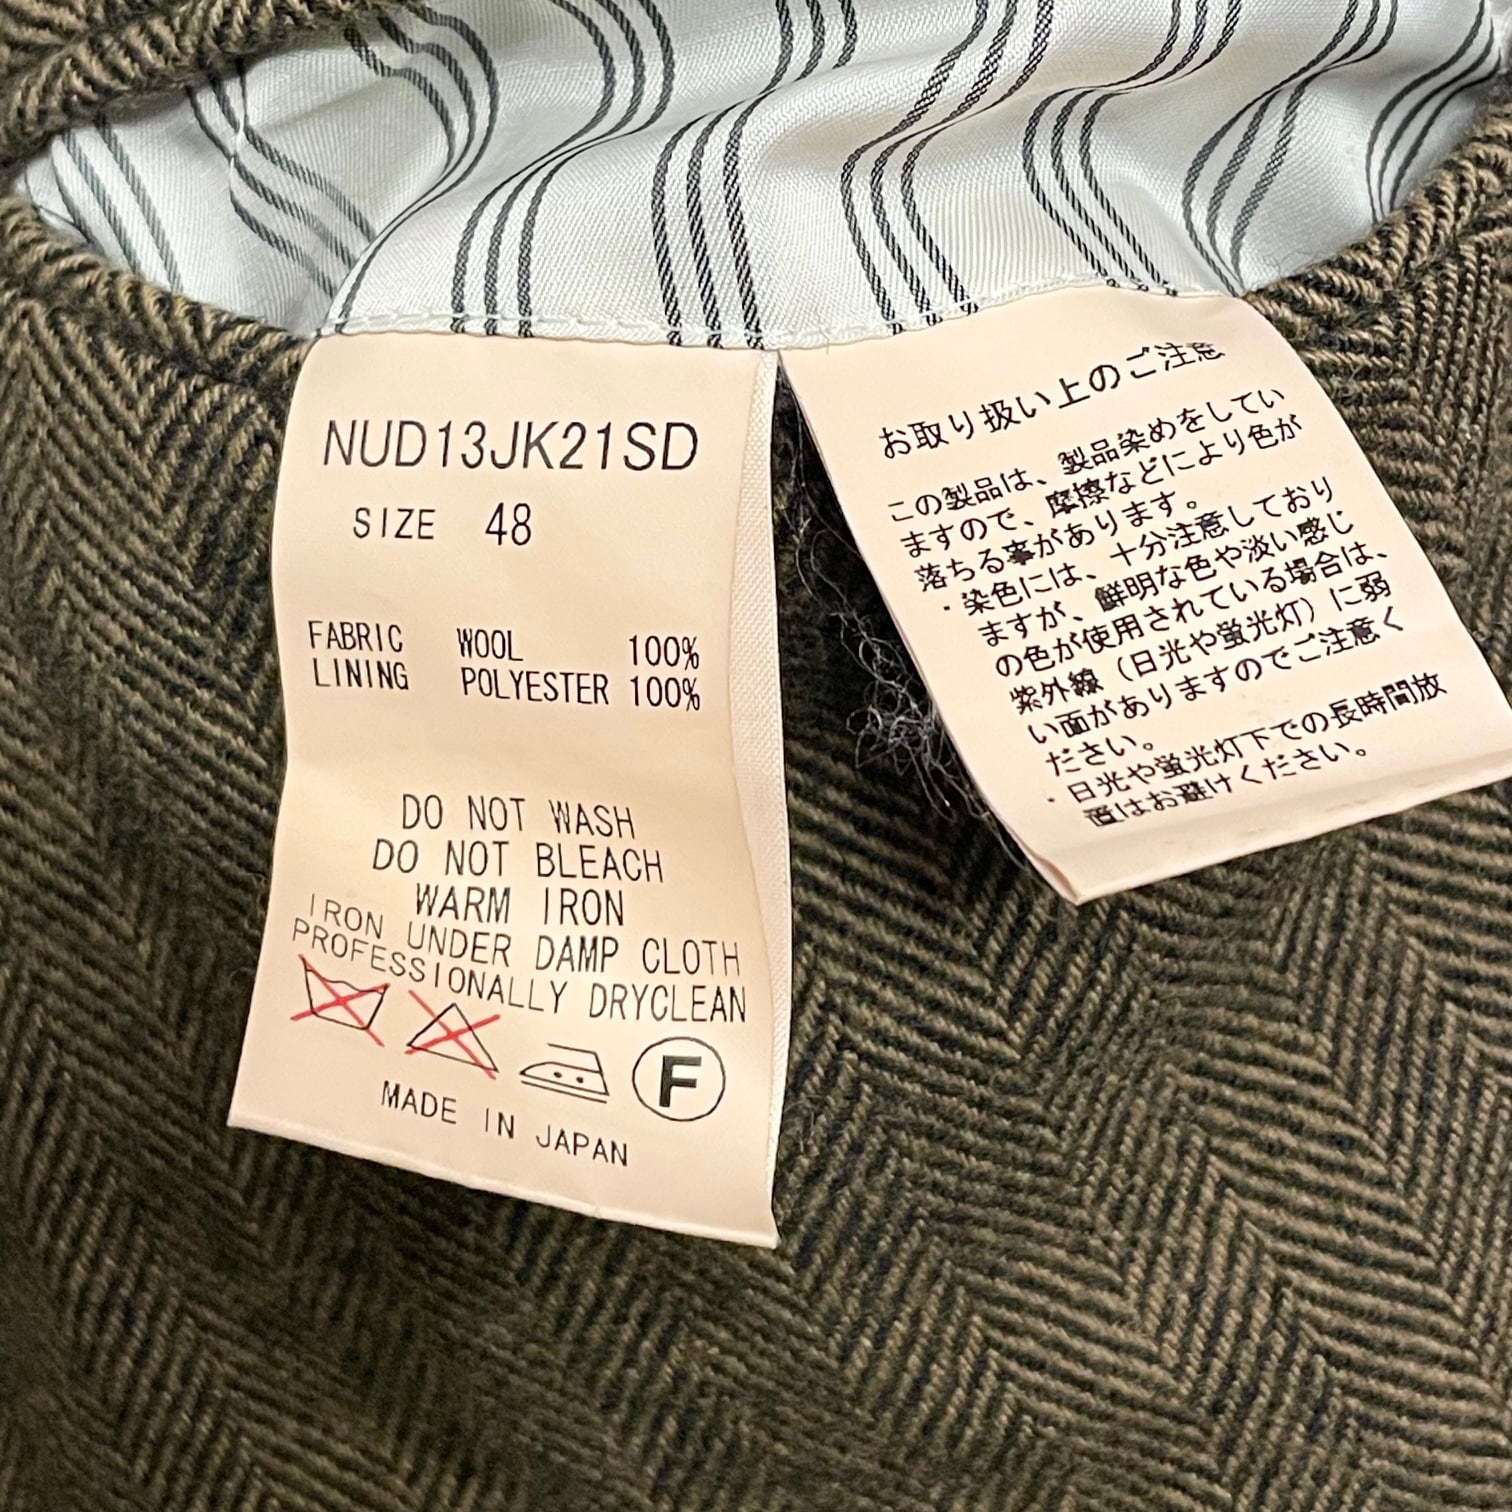 NUD13JK21SD
SIZE 48
FABRIC WOOL 100%
LINING POLYESTER 100%
DO NOT WASH
DO NOT BLEACH
WARM IRON
IRON UNDER DAMP CLOTH
PROFESSIONALLY DRYCLEAN
F
MADE IN JAPAN
お取り扱い上のご注意
この製品は、製品染めをしてい
ますので、摩擦などにより色が
落ちる事があります。
・染色には、十分注意しており
ますが、鮮明な色や淡い感じ
の色が使用されている場合は、
紫外線（日光や蛍光灯）に弱
い面がありますのでご注意く
ださい。
・日光や蛍光灯下での長時間放
置はお避けください。